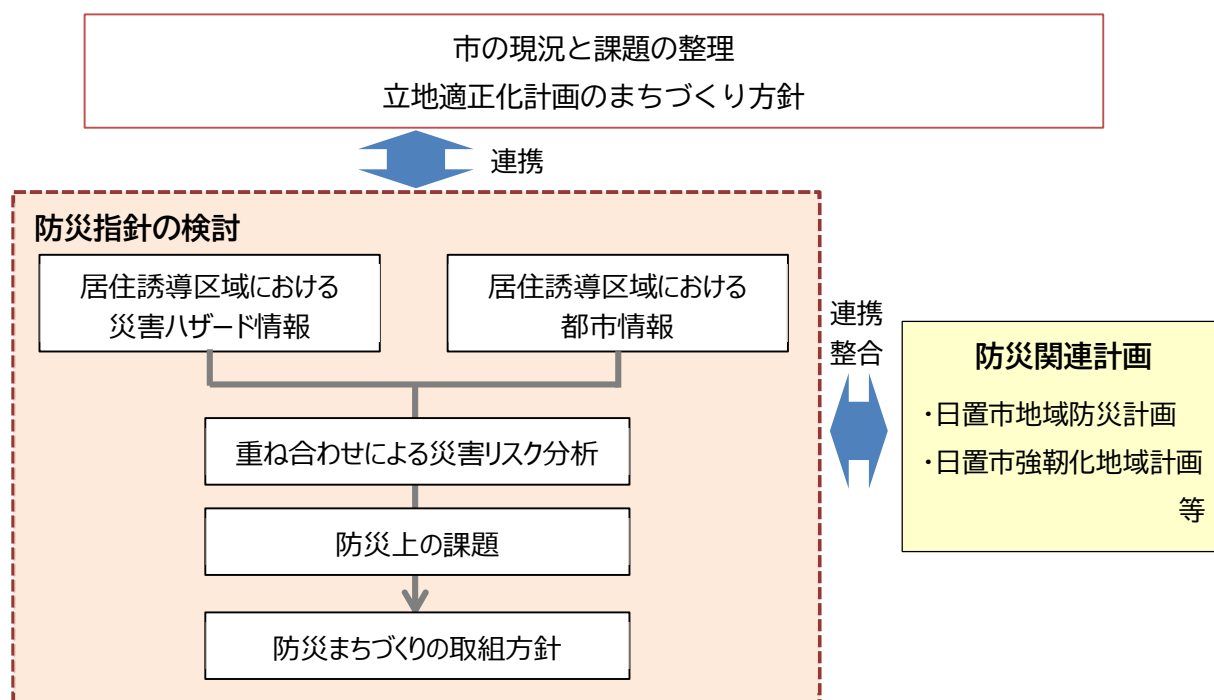 市の現況と課題の整理
立地適正化計画のまちづくり方針
連携
防災指針の検討
居住誘導区域における
災害ハザード情報
居住誘導区域における
都市情報
重ね合わせによる災害リスク分析
防災上の課題
防災まちづくりの取組方針
連携
整合
防災関連計画
・日置市地域防災計画
・日置市強靭化地域計画
等